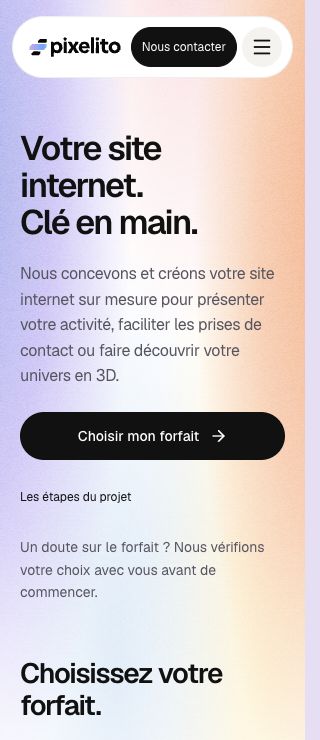 pixelito
Nous contacter
Votre site
internet.
Clé en main.
Nous concevons et créons votre site
internet sur mesure pour présenter
votre activité, faciliter les prises de
contact ou faire découvrir votre
univers en 3D.
Choisir mon forfait
Les étapes du projet
Un doute sur le forfait ? Nous vérifions
votre choix avec vous avant de
commencer.
Choisissez votre
forfait.